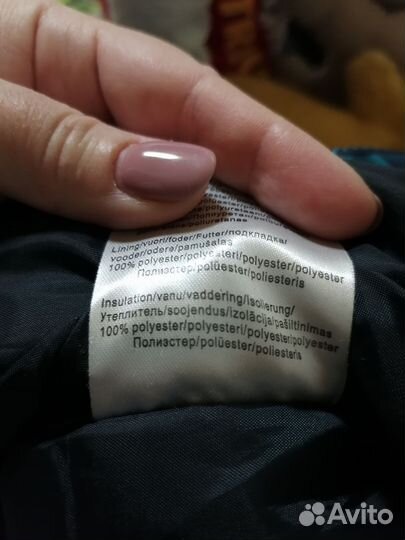 Lining/vuori/foder/Futter/подкладка/
vooder/odere/pamušalas
100% polyester/polyesteri/polyester/polyester
Полиэстер/polüester/poliesteris
Insulation/vanu/vaddering/Isolierung/
Утеплитель/soojendus/izolācija/pašiltinimas
100% polyester/polyesteri/polyester/polyester
Полиэстер/polüester/poliesteris
Avito